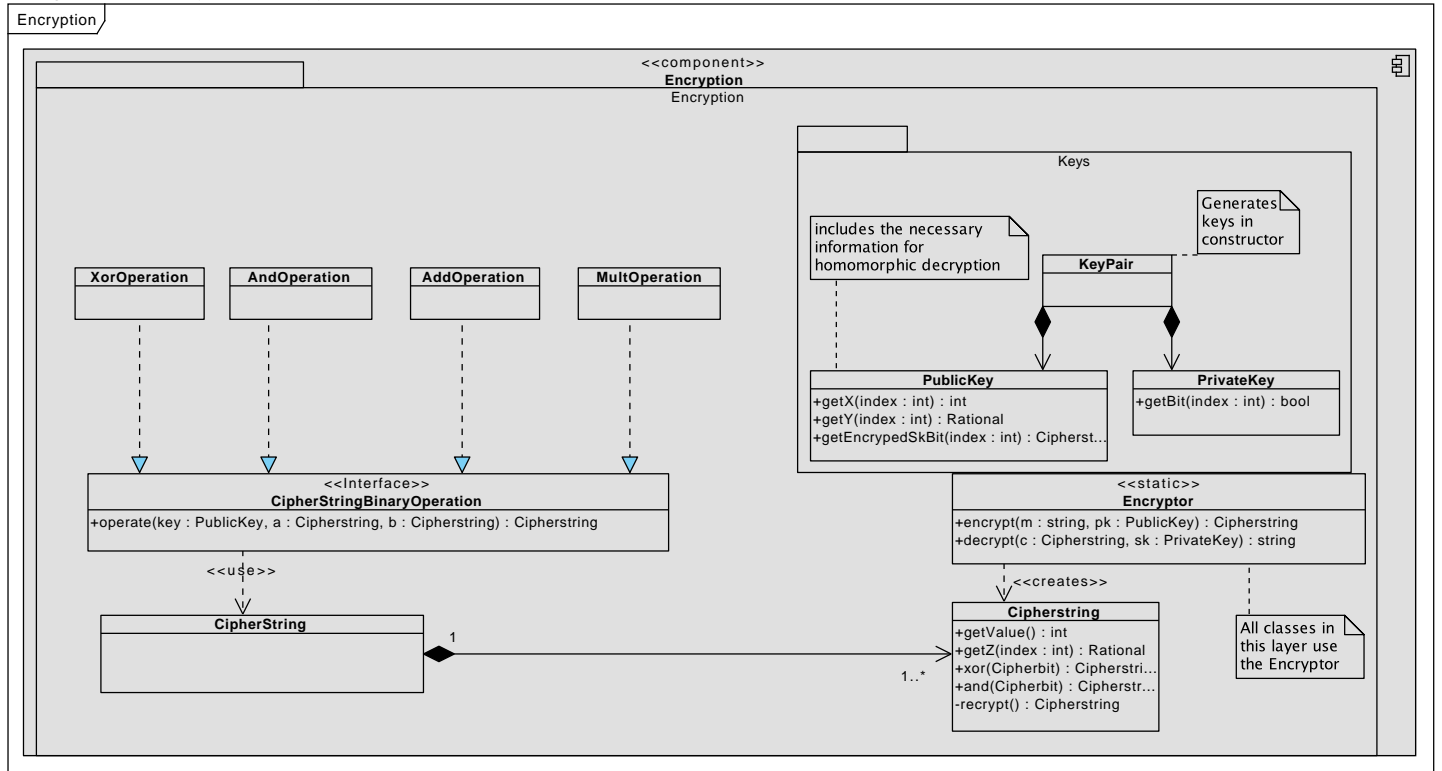 Encryption
<<component>>
Encryption
Encryption
Keys
Generates
keys in
constructor
includes the necessary
information for
homomorphic decryption
KeyPair
XorOperation
AndOperation
AddOperation
MultOperation
PublicKey
+getX(index : int) : int
+getY(index : int) : Rational
+getEncrypedSkBit(index : int) : Cipherst...
PrivateKey
+getBit(index : int) : bool
<<Interface>>
CipherStringBinaryOperation
+operate(key : PublicKey, a : Cipherstring, b : Cipherstring) : Cipherstring
<<static>>
Encryptor
+encrypt(m : string, pk : PublicKey) : Cipherstring
+decrypt(c : Cipherstring, sk : PrivateKey) : string
<<use>>
<<creates>>
CipherString
1
1..*
Cipherstring
+getValue() : int
+getZ(index : int) : Rational
+xor(Cipherbit) : Cipherstri...
+and(Cipherbit) : Cipherstr...
-recrypt() : Cipherstring
All classes in
this layer use
the Encryptor